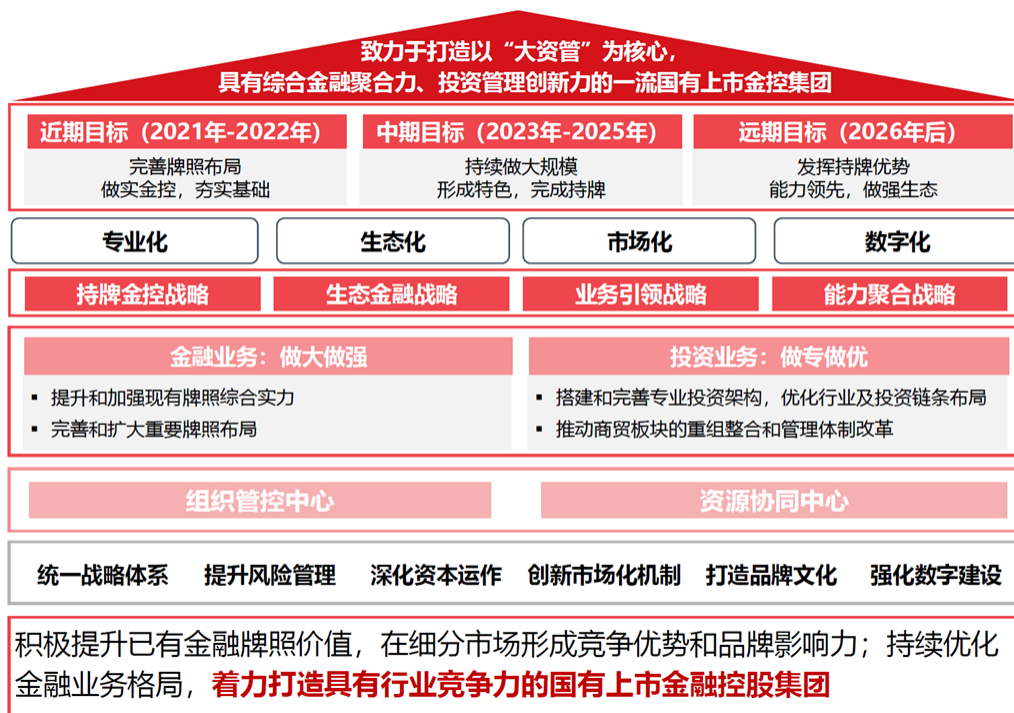 致力于打造以“大资管”为核心，
具有综合金融聚合力、投资管理创新力的一流国有上市金控集团
近期目标（2021年-2022年）
完善牌照布局
做实金控，夯实基础
中期目标（2023年-2025年）
持续做大规模
形成特色，完成持牌
远期目标（2026年后）
发挥持牌优势
能力领先，做强生态
专业化
生态化
市场化
数字化
持牌金控战略
生态金融战略
业务引领战略
能力聚合战略
金融业务：做大做强
▪ 提升和加强现有牌照综合实力
▪ 完善和扩大重要牌照布局
投资业务：做专做优
▪ 搭建和完善专业投资架构，优化行业及投资链条布局
▪ 推动商贸板块的重组整合和管理体制改革
组织管控中心
资源协同中心
统一战略体系
提升风险管理
深化资本运作
创新市场化机制
打造品牌文化
强化数字建设
积极提升已有金融牌照价值，在细分市场形成竞争优势和品牌影响力；持续优化
金融业务格局，着力打造具有行业竞争力的国有上市金融控股集团